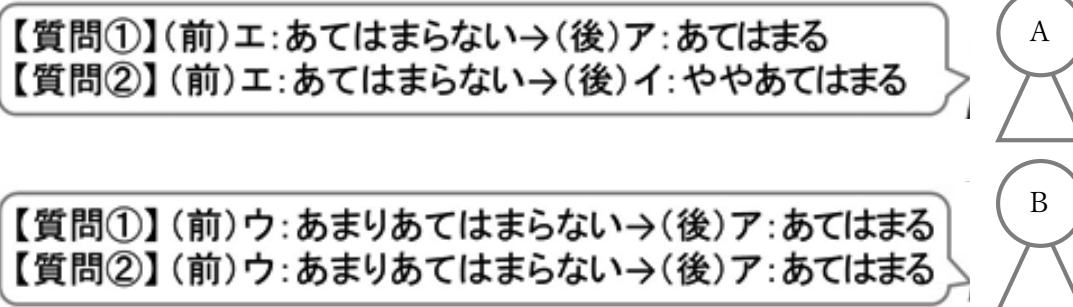 【質問①】(前)エ:あてはまらない→(後)ア:あてはまる
【質問②】(前)エ:あてはまらない→(後)イ:ややあてはまる
A
【質問①】(前)ウ:あまりあてはまらない→(後)ア:あてはまる
【質問②】(前)ウ:あまりあてはまらない→(後)ア:あてはまる
B